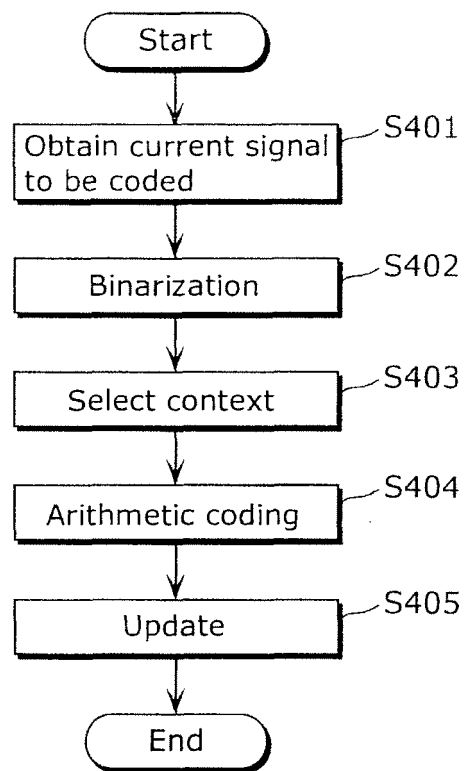 Start
Obtain current signal
to be coded
S401
Binarization
S402
Select context
S403
Arithmetic coding
S404
Update
S405
End